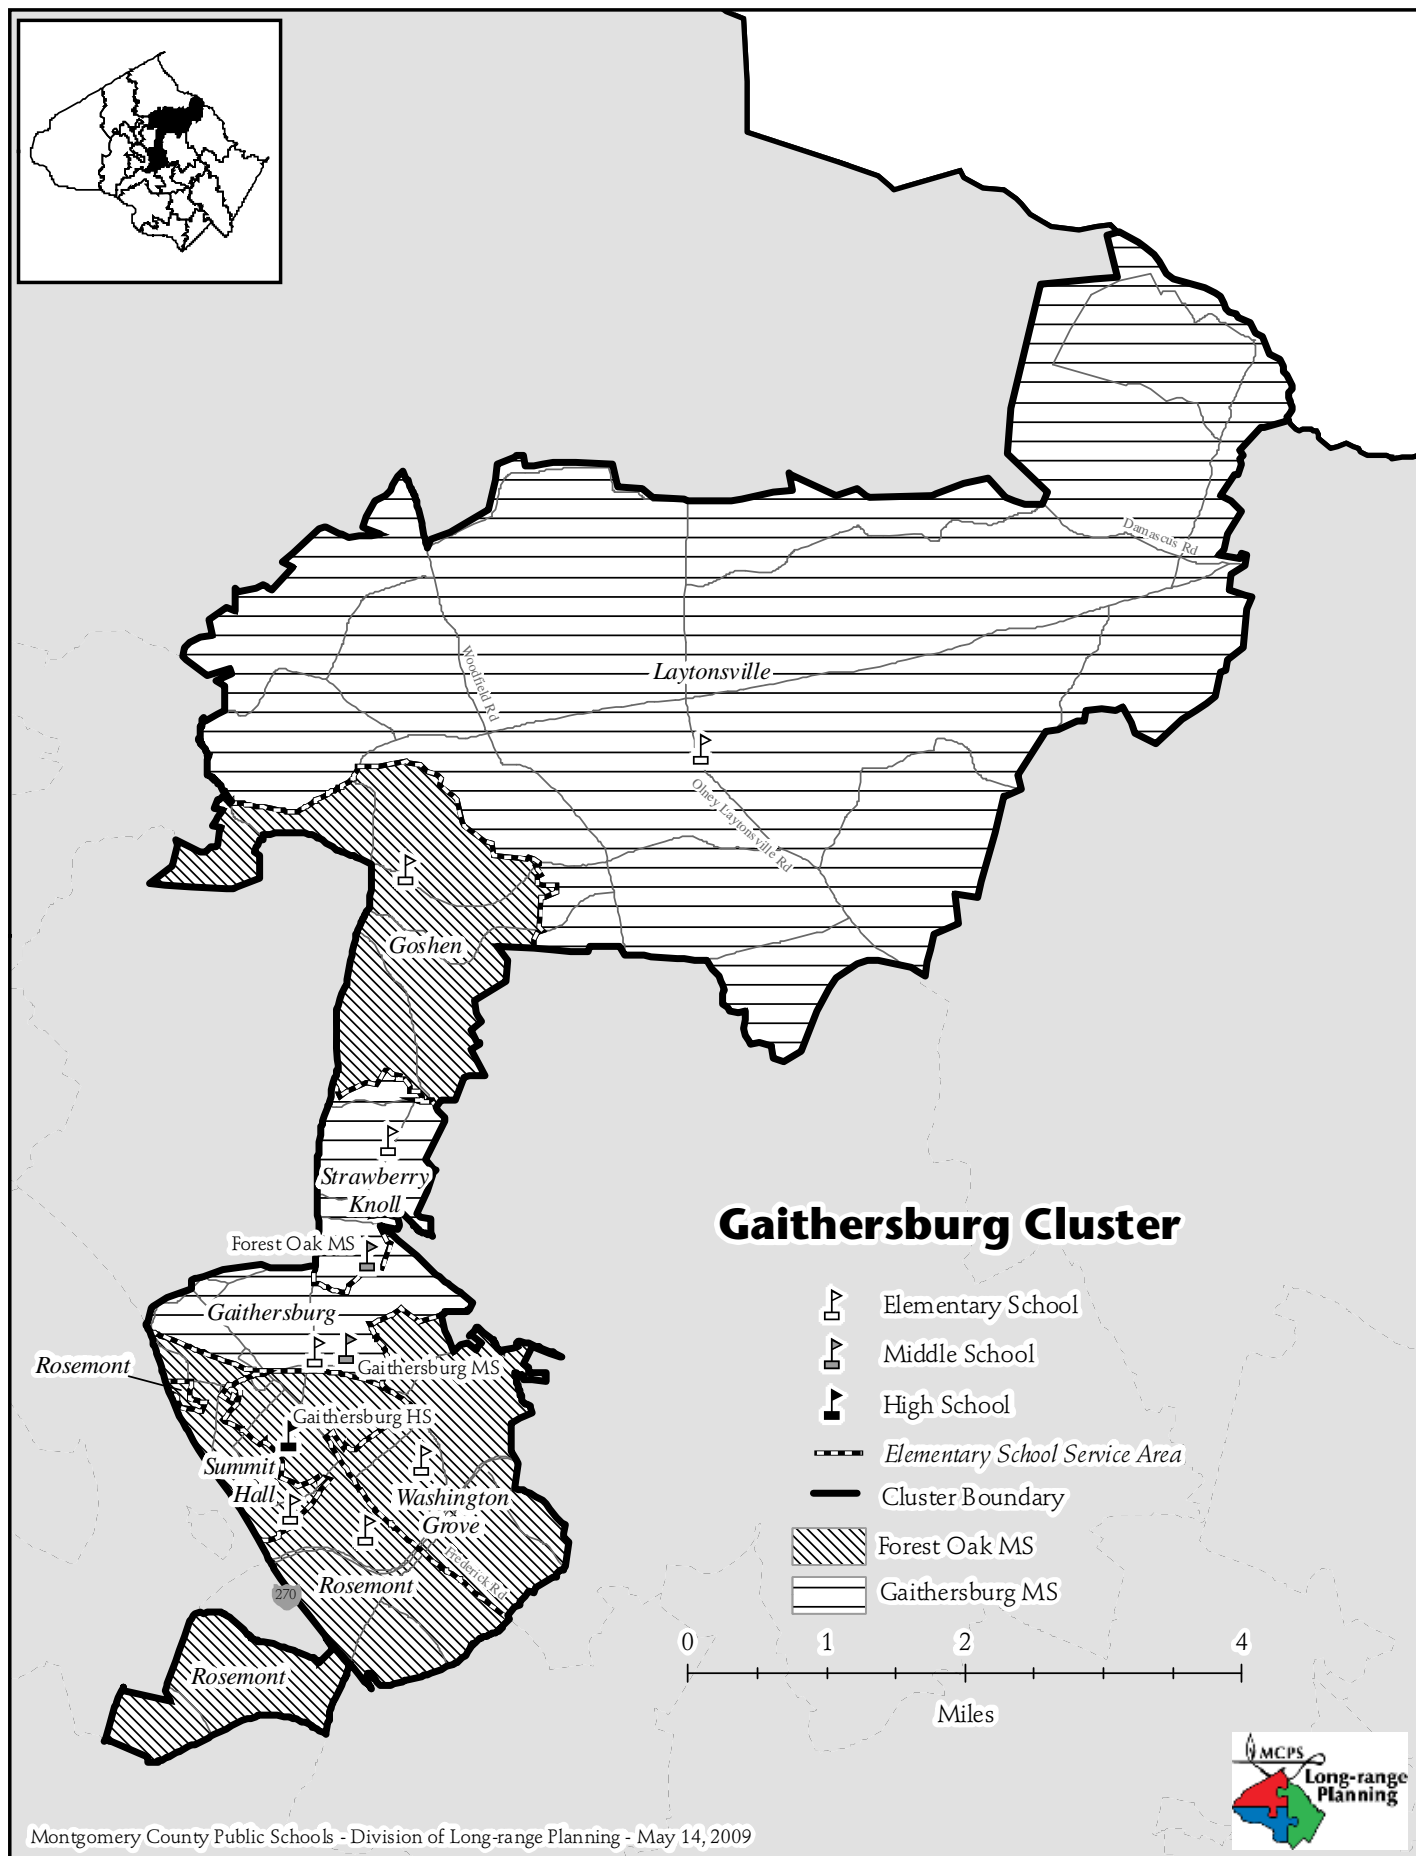 Damascus Rd
Woodfield Rd
Laytonsville
Olney Laytonsville Rd
Goshen
Strawberry
Knoll
Forest Oak MS
Gaithersburg
Rosemont
Gaithersburg MS
Gaithersburg HS
Summit
Hall
Washington
Grove
Frederick Rd
Rosemont
270
Rosemont
Gaithersburg Cluster
Elementary School
Middle School
High School
Elementary School Service Area
Cluster Boundary
Forest Oak MS
Gaithersburg MS
0 1 2 4
Miles
MCPS
Long-range
Planning
Montgomery County Public Schools - Division of Long-range Planning - May 14, 2009